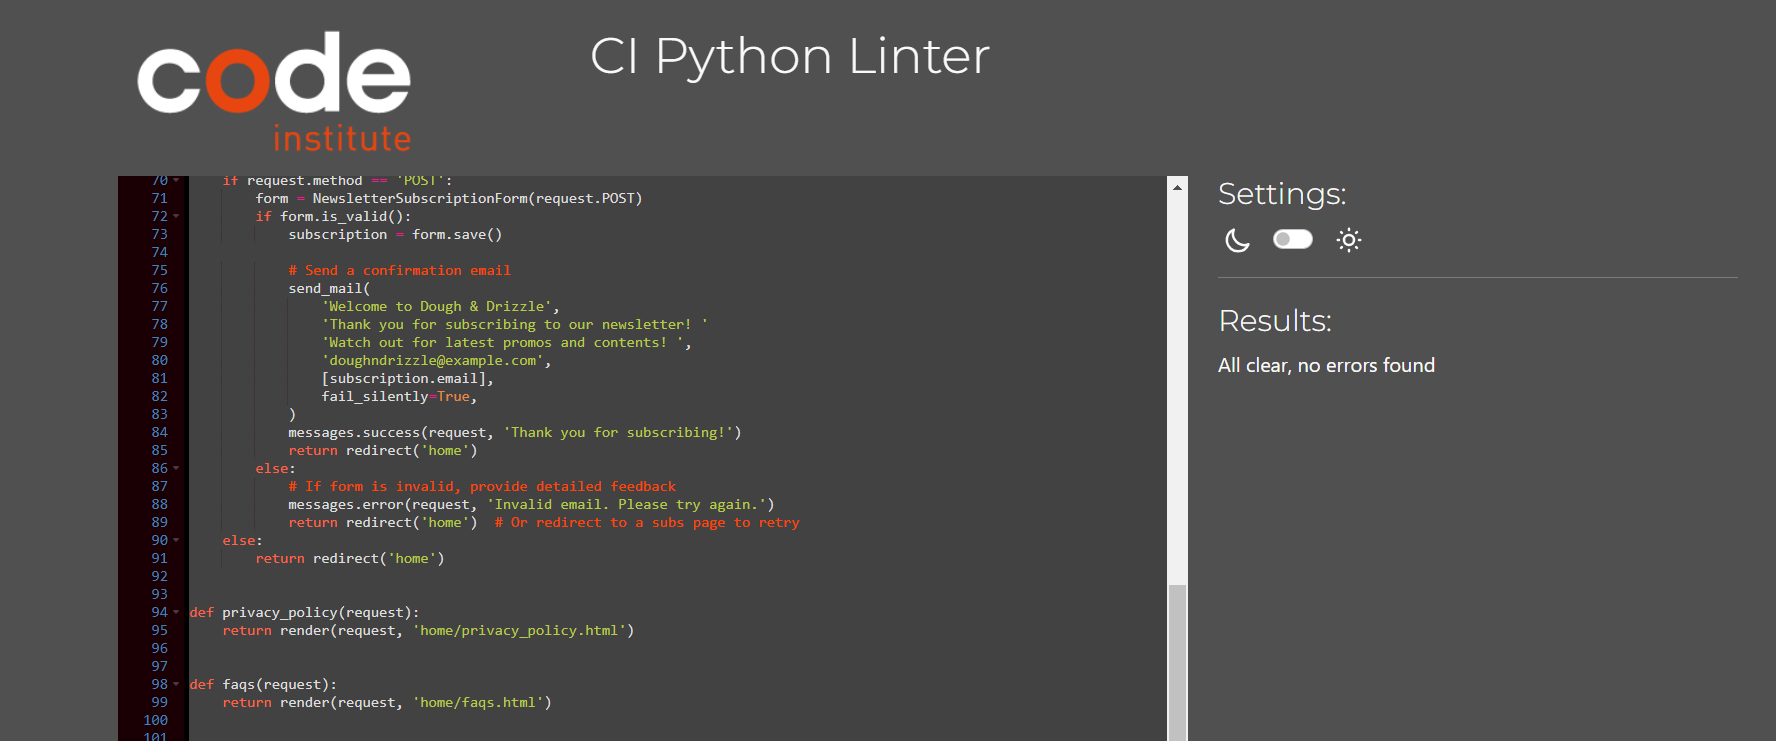 code
institute
CI Python Linter
70 if request.method == 'POST':
71 form = NewsletterSubscriptionForm(request.POST)
72 if form.is_valid():
73 subscription = form.save()
74
75 # Send a confirmation email
76 send_mail(
77 'Welcome to Dough & Drizzle',
78 'Thank you for subscribing to our newsletter! '
79 'Watch out for latest promos and contents! ',
80 'doughndrizzle@example.com',
81 [subscription.email],
82 fail_silently=True,
83 )
84 messages.success(request, 'Thank you for subscribing!')
85 return redirect('home')
86 else:
87 # If form is invalid, provide detailed feedback
88 messages.error(request, 'Invalid email. Please try again.')
89 return redirect('home')  # Or redirect to a subs page to retry
90 else:
91 return redirect('home')
92
93
94 def privacy_policy(request):
95 return render(request, 'home/privacy_policy.html')
96
97
98 def faqs(request):
99 return render(request, 'home/faqs.html')
100
101
Settings:
Results:
All clear, no errors found